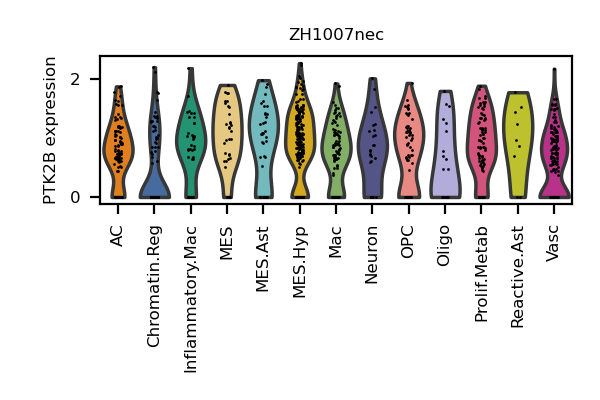 ZH1007nec
PTK2B expression
2
0
AC
Chromatin.Reg
Inflammatory.Mac
MES
MES.Ast
MES.Hyp
Mac
Neuron
OPC
Oligo
Prolif.Metab
Reactive.Ast
Vasc